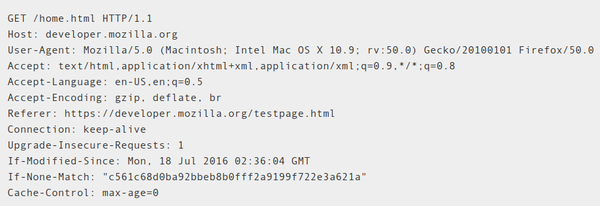 GET /home.html HTTP/1.1
Host: developer.mozilla.org
User-Agent: Mozilla/5.0 (Macintosh; Intel Mac OS X 10.9; rv:50.0) Gecko/20100101 Firefox/50.0
Accept: text/html,application/xhtml+xml,application/xml;q=0.9,*/*;q=0.8
Accept-Language: en-US,en;q=0.5
Accept-Encoding: gzip, deflate, br
Referer: https://developer.mozilla.org/testpage.html
Connection: keep-alive
Upgrade-Insecure-Requests: 1
If-Modified-Since: Mon, 18 Jul 2016 02:36:04 GMT
If-None-Match: "c561c68d0ba92bbeb8b0fff2a9199f722e3a621a"
Cache-Control: max-age=0